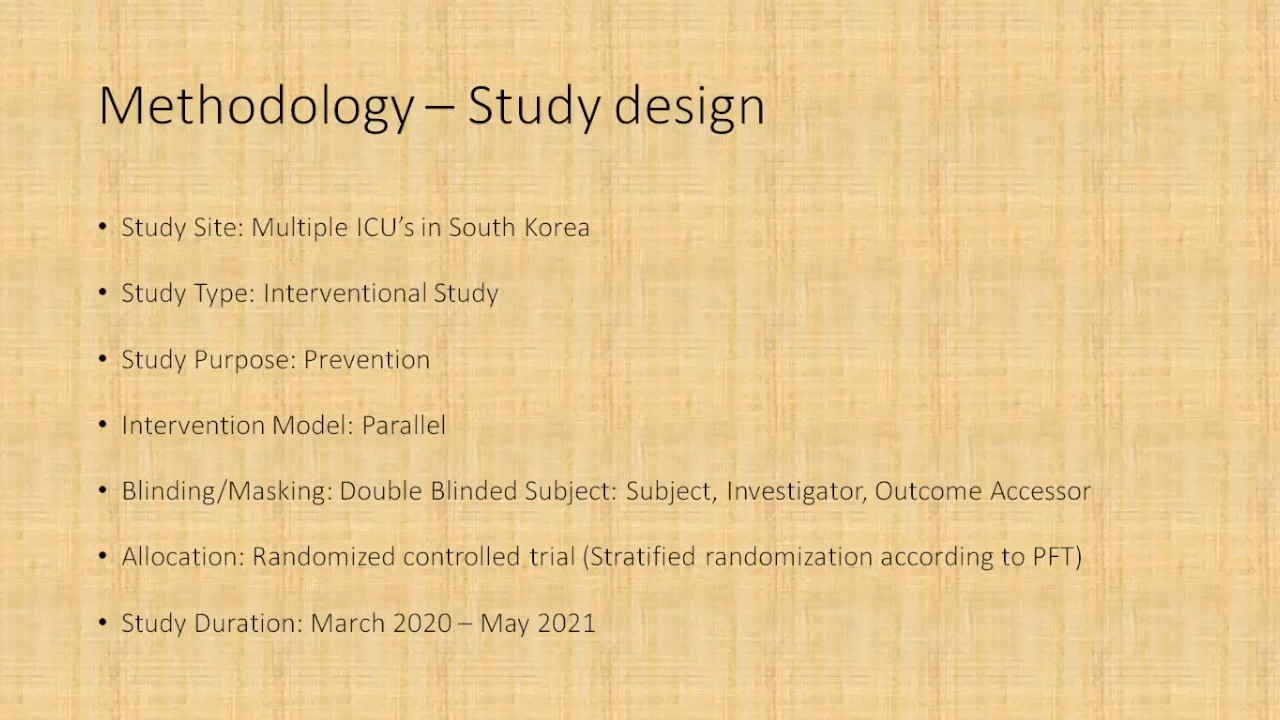 Methodology – Study design
• Study Site: Multiple ICU’s in South Korea
• Study Type: Interventional Study
• Study Purpose: Prevention
• Intervention Model: Parallel
• Blinding/Masking: Double Blinded Subject: Subject, Investigator, Outcome Accessor
• Allocation: Randomized controlled trial (Stratified randomization according to PFT)
• Study Duration: March 2020 – May 2021